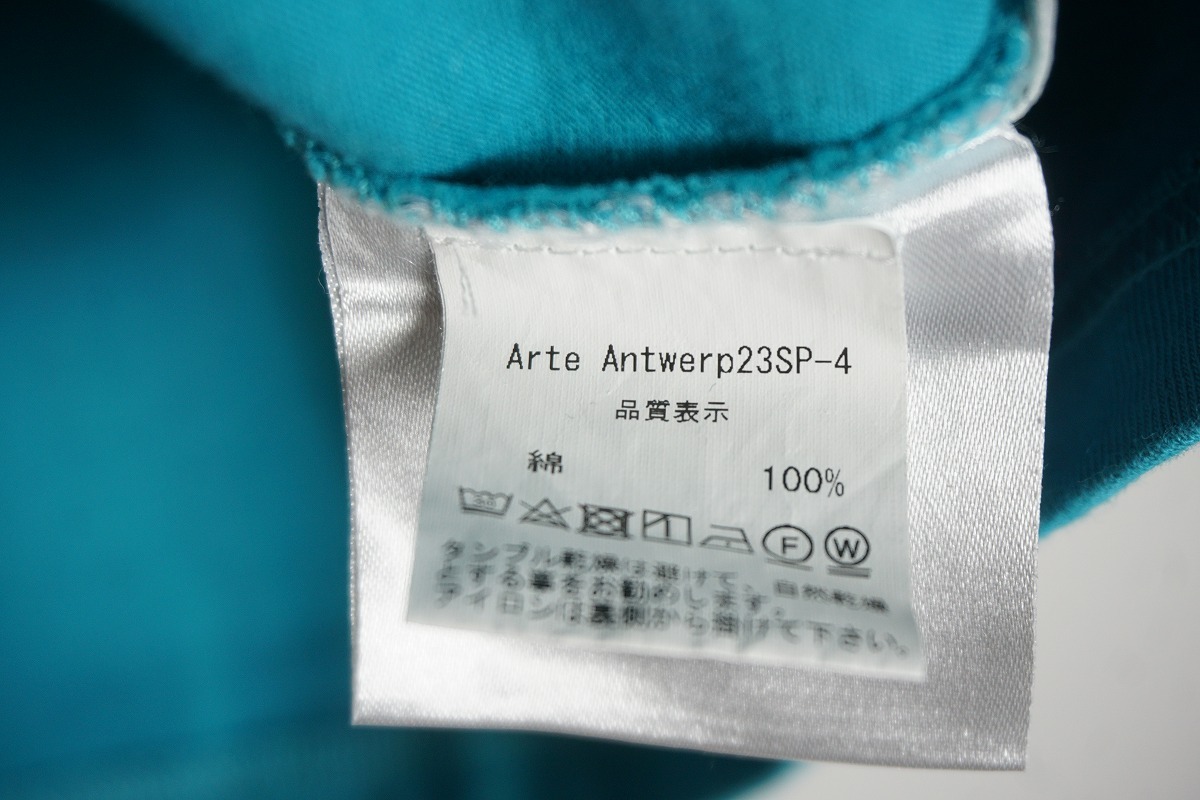 Arte Antwerp23SP-4
品質表示
綿 100%
F W
タンブル乾燥は避けて、自然乾燥
とする事をお勧めします。
アイロンは裏側から掛けて下さい。